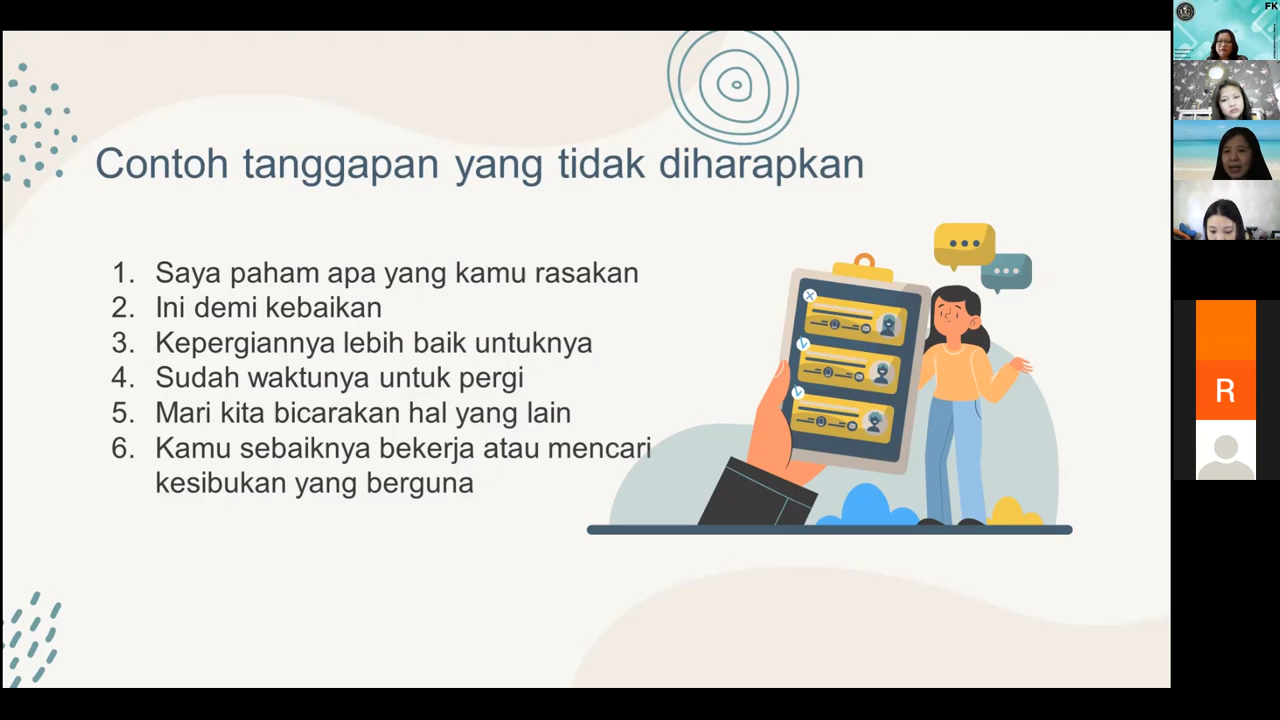 FK
Contoh tanggapan yang tidak diharapkan
1. Saya paham apa yang kamu rasakan
2. Ini demi kebaikan
3. Kepergiannya lebih baik untuknya
4. Sudah waktunya untuk pergi
5. Mari kita bicarakan hal yang lain
6. Kamu sebaiknya bekerja atau mencari
kesibukan yang berguna
R